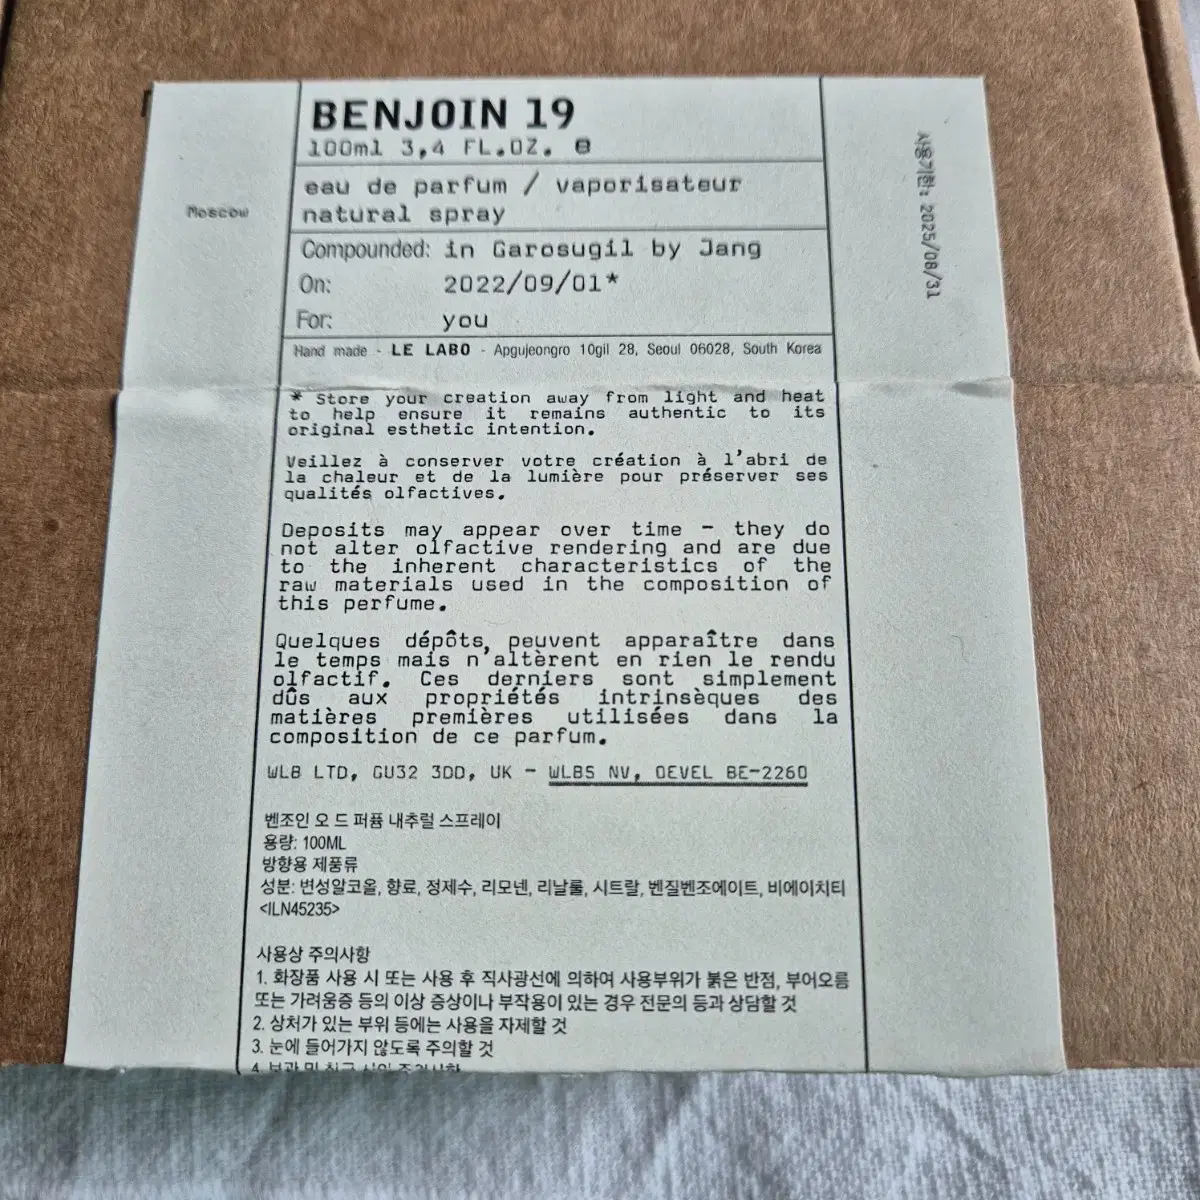 BENJOIN 19
100ml 3,4 FL.OZ. ℮
eau de parfum / vaporisateur
natural spray
Moscow
Compounded: in Garosugil by Jang
On: 2022/09/01*
For: you
사용기한: 2025/08/31
Hand made - LE LABO - Apgujeongro 10gil 28, Seoul 06028, South Korea
* Store your creation away from light and heat
to help ensure it remains authentic to its
original esthetic intention.
Veillez à conserver votre création à l'abri de
la chaleur et de la lumière pour préserver ses
qualités olfactives.
Deposits may appear over time - they do
not alter olfactive rendering and are due
to the inherent characteristics of the
raw materials used in the composition of
this perfume.
Quelques dépôts, peuvent apparaître dans
le temps mais n'altèrent en rien le rendu
olfactif. Ces derniers sont simplement
dûs aux propriétés intrinsèques des
matières premières utilisées dans la
composition de ce parfum.
WLB LTD, GU32 3DD, UK - WLBS NV, OEVEL BE-2260
벤조인 오 드 퍼퓸 내추럴 스프레이
용량: 100ML
방향용 제품류
성분: 변성알코올, 향료, 정제수, 리모넨, 리날룰, 시트랄, 벤질벤조에이트, 비에이치티
<ILN45235>
사용상 주의사항
1. 화장품 사용 시 또는 사용 후 직사광선에 의하여 사용부위가 붉은 반점, 부어오름
또는 가려움증 등의 이상 증상이나 부작용이 있는 경우 전문의 등과 상담할 것
2. 상처가 있는 부위 등에는 사용을 자제할 것
3. 눈에 들어가지 않도록 주의할 것
4.